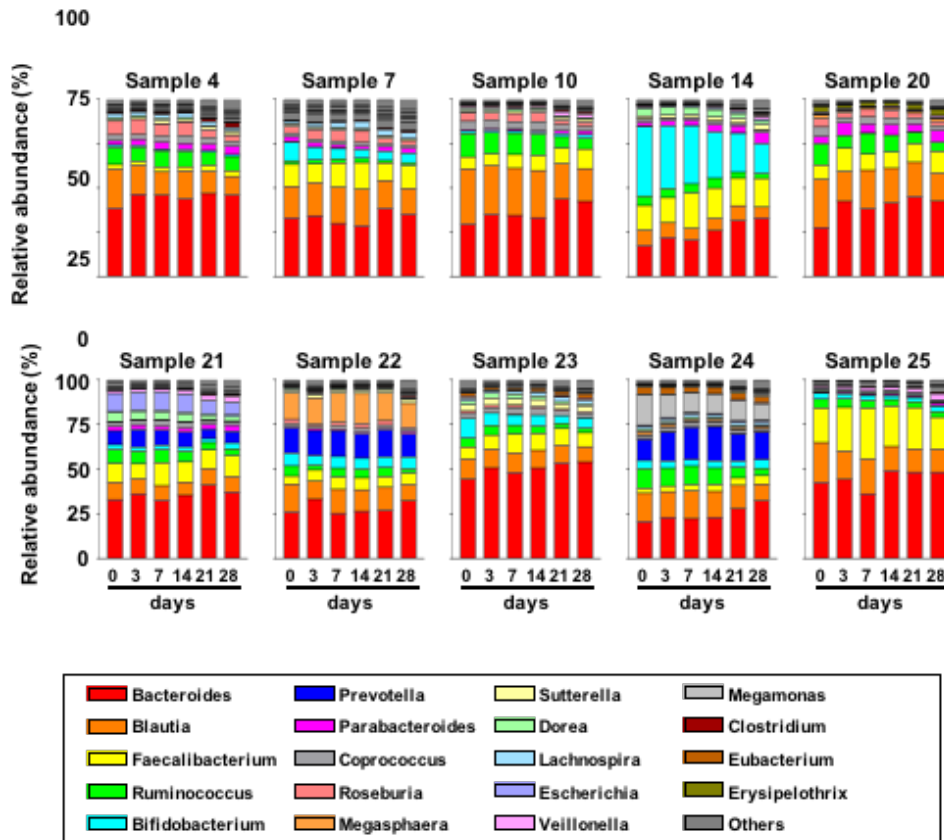 100
Sample 4 Sample 7 Sample 10 Sample 14 Sample 20
75
50
25
0
Relative abundance (%)
Sample 21 Sample 22 Sample 23 Sample 24 Sample 25
100
75
50
25
0
Relative abundance (%)
0 3 7 14 21 28 0 3 7 14 21 28 0 3 7 14 21 28 0 3 7 14 21 28 0 3 7 14 21 28
days days days days days
Bacteroides Prevotella Sutterella Megamonas
Blautia Parabacteroides Dorea Clostridium
Faecalibacterium Coprococcus Lachnospira Eubacterium
Ruminococcus Roseburia Escherichia Erysipelothrix
Bifidobacterium Megasphaera Veillonella Others